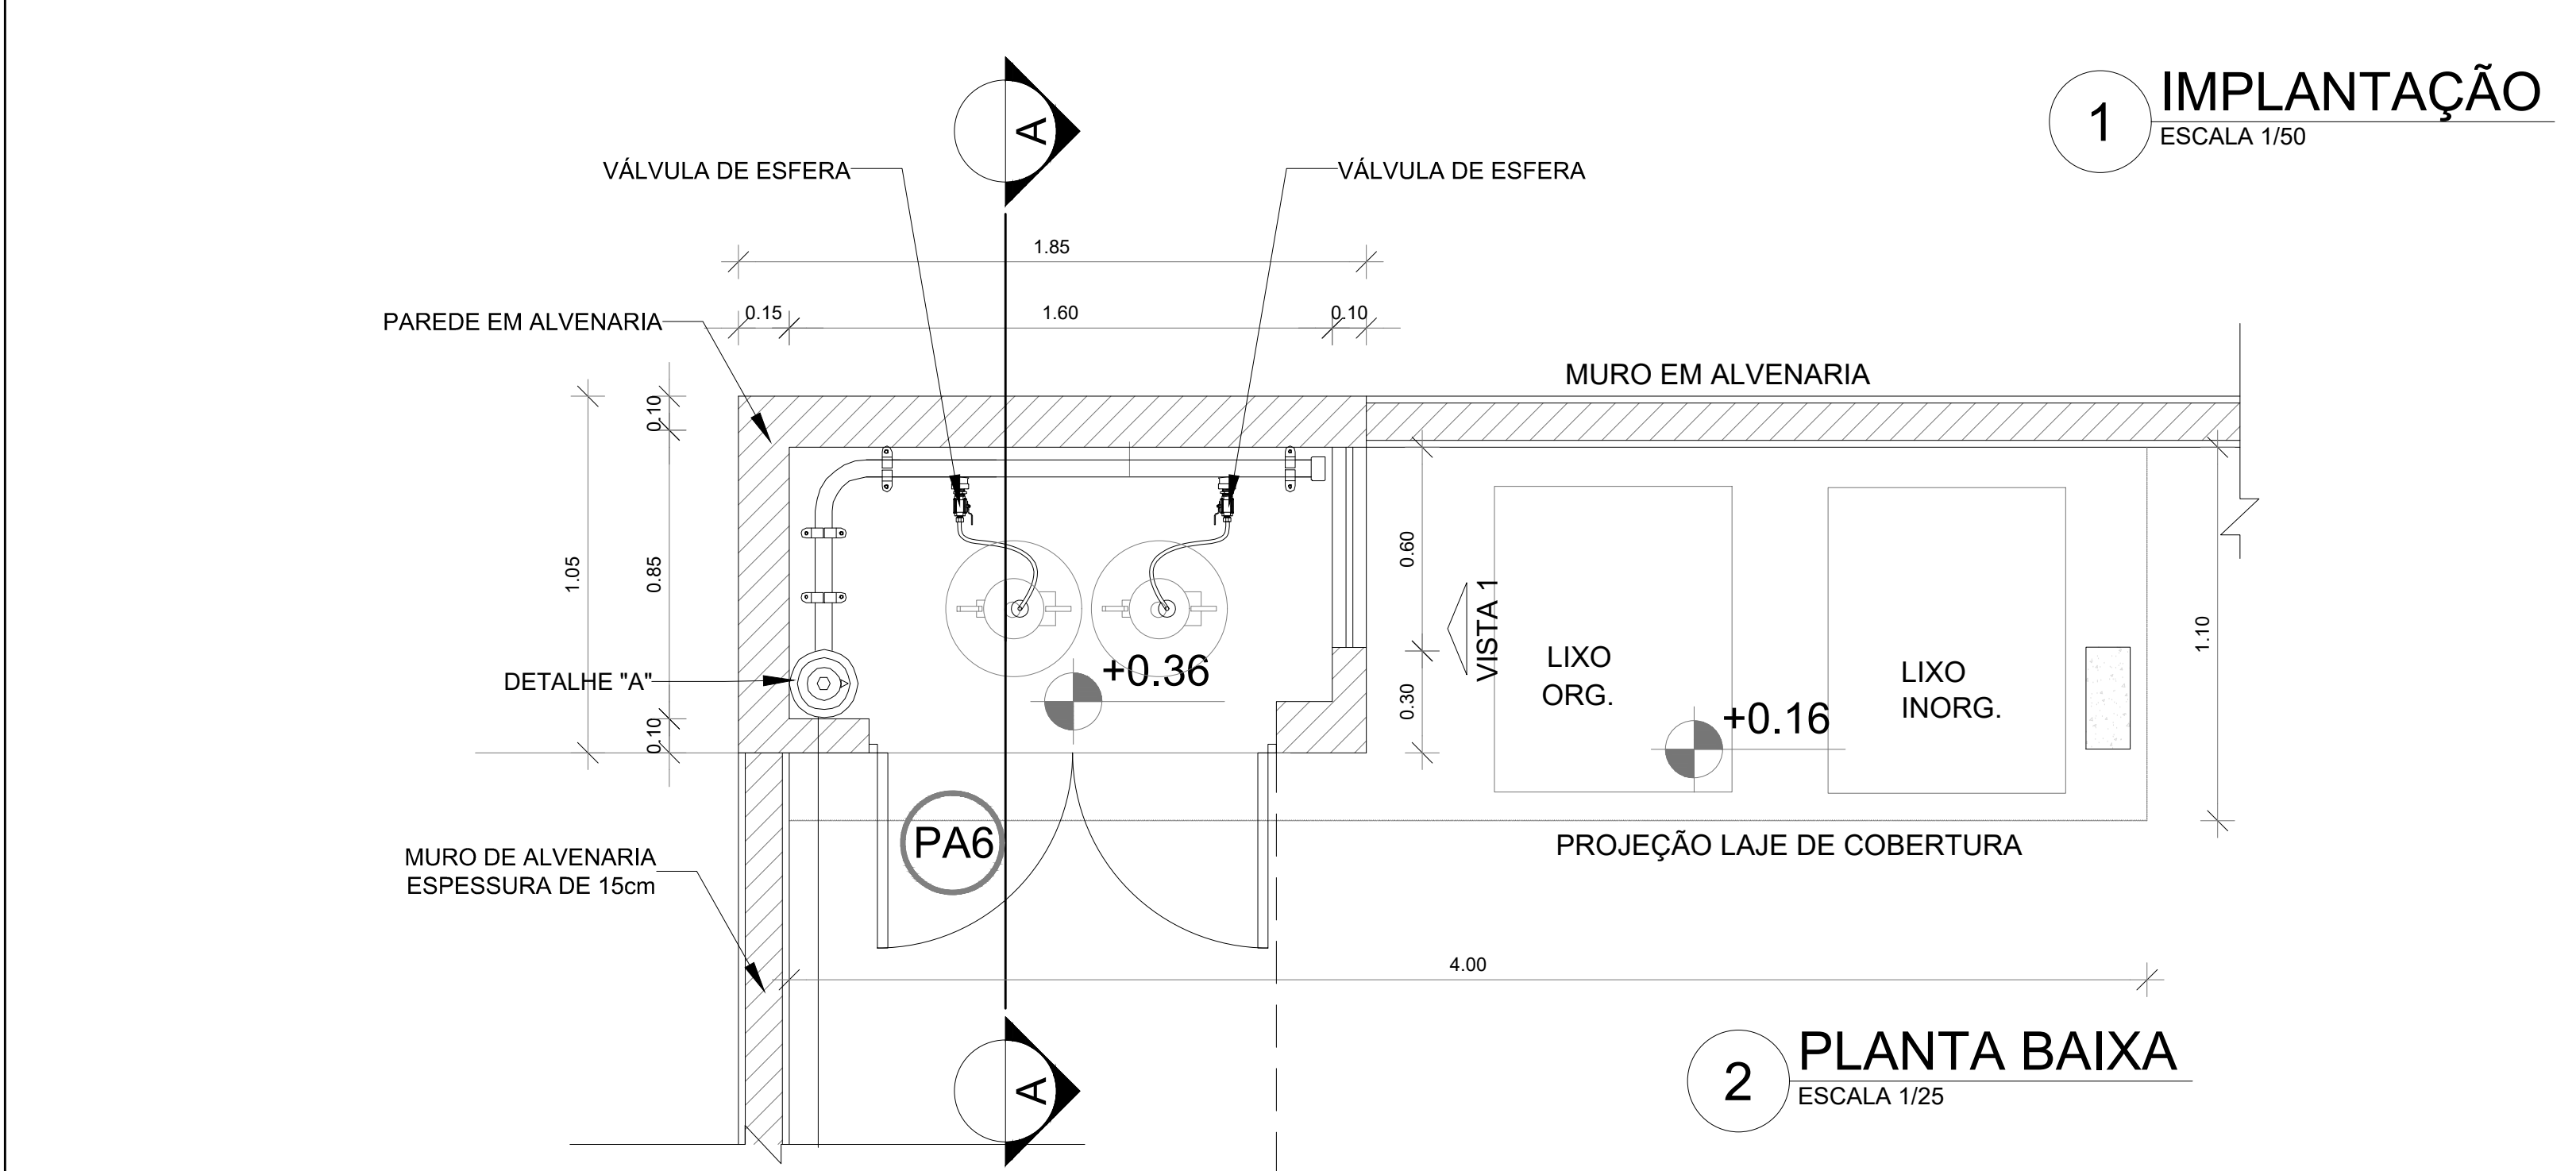 1
IMPLANTAÇÃO
ESCALA 1/50
A
VÁLVULA DE ESFERA
VÁLVULA DE ESFERA
1.85
0.15
1.60
0.10
PAREDE EM ALVENARIA
MURO EM ALVENARIA
0.10
1.05
0.85
0.60
VISTA 1
1.10
LIXO
ORG.
LIXO
INORG.
+0.36
DETALHE "A"
0.30
+0.16
0.10
PA6
PROJEÇÃO LAJE DE COBERTURA
MURO DE ALVENARIA
ESPESSURA DE 15cm
4.00
2
PLANTA BAIXA
ESCALA 1/25
A